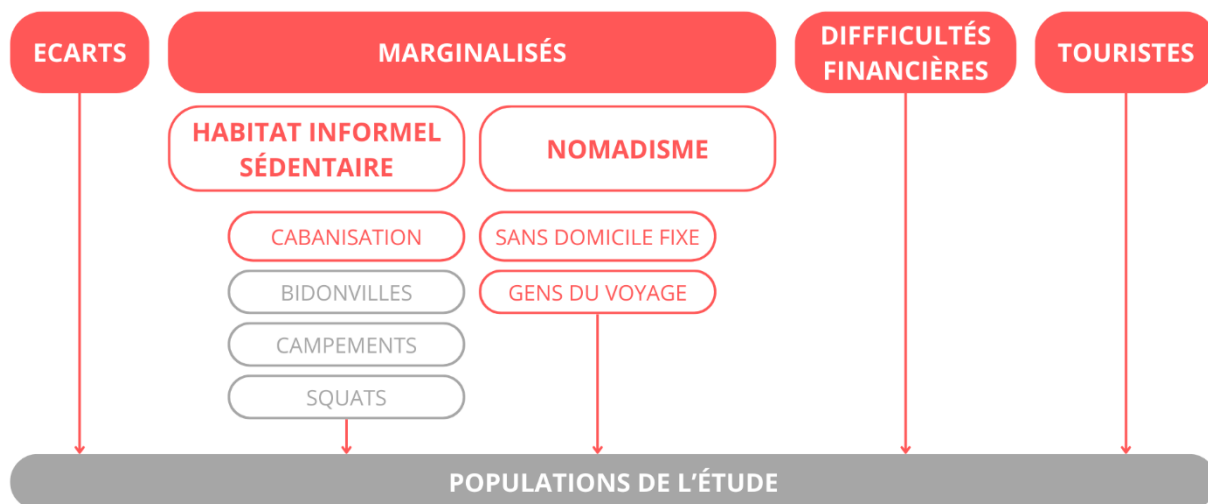 ECARTS
MARGINALISÉS
DIFFFICULTÉS
FINANCIÈRES
TOURISTES
HABITAT INFORMEL
SÉDENTAIRE
NOMADISME
CABANISATION
SANS DOMICILE FIXE
BIDONVILLES
GENS DU VOYAGE
CAMPEMENTS
SQUATS
POPULATIONS DE L'ÉTUDE